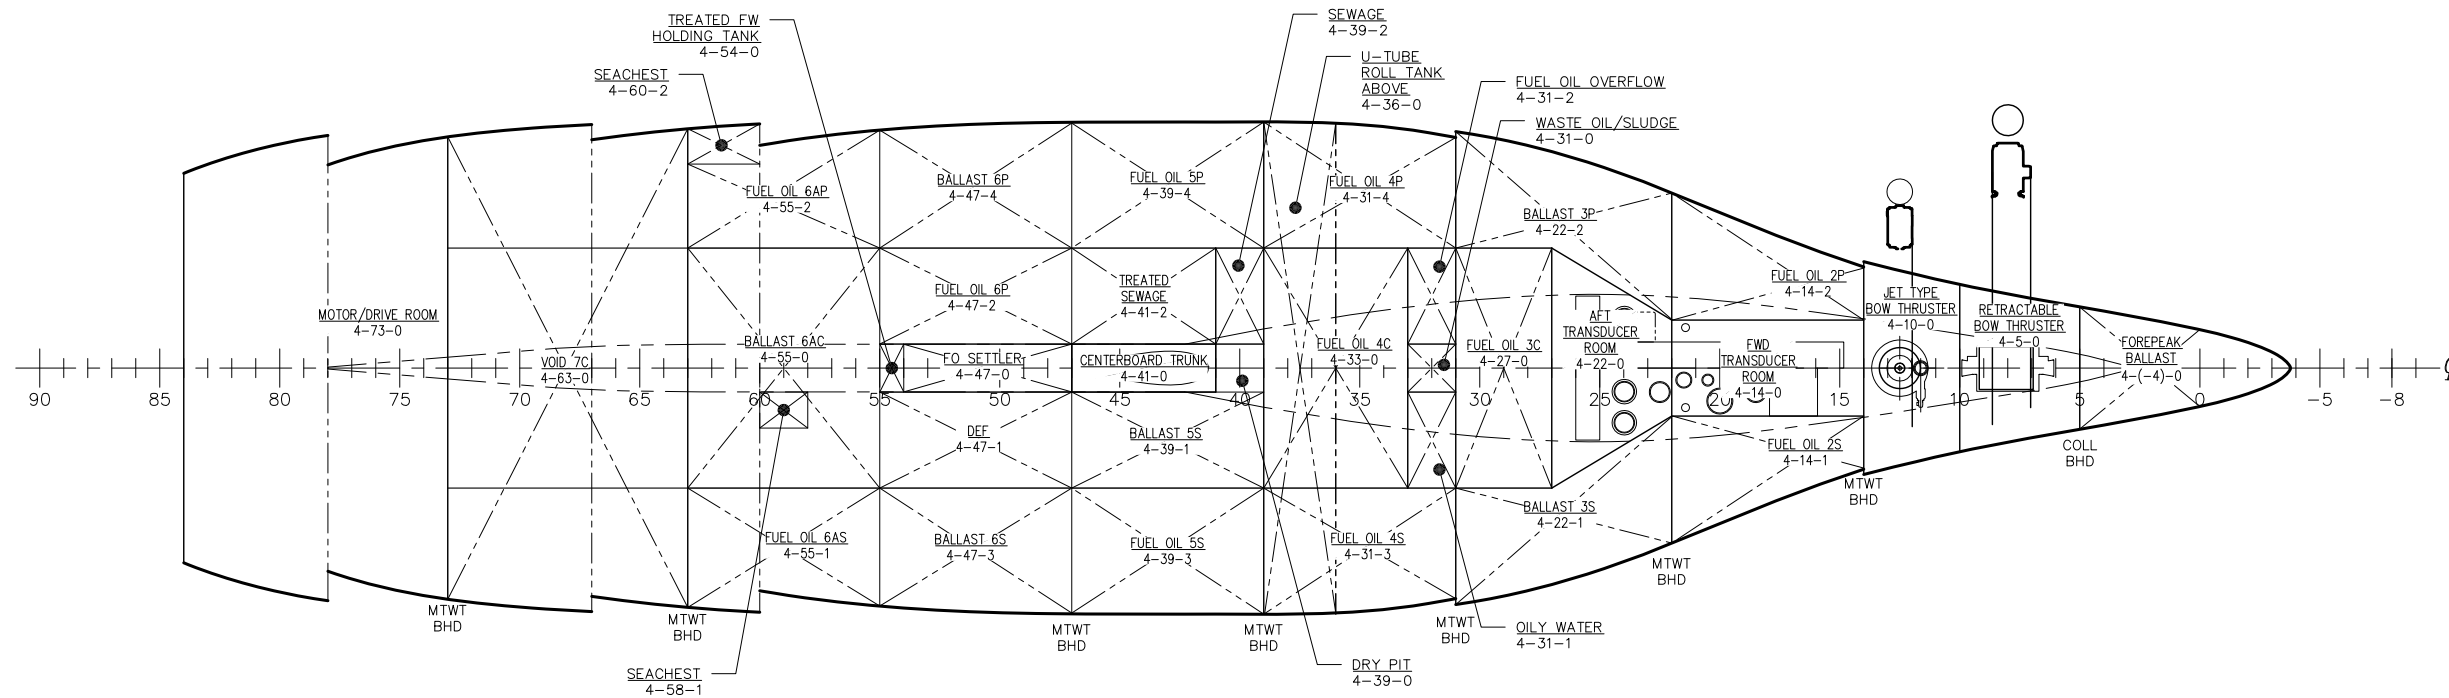 TREATED FW
HOLDING TANK
4-54-0
SEACHEST
4-60-2
SEWAGE
4-39-2
U-TUBE
ROLL TANK
ABOVE
4-36-0
FUEL OIL OVERFLOW
4-31-2
WASTE OIL/SLUDGE
4-31-0
FUEL OIL 6AP
4-55-2
BALLAST 6P
4-47-4
FUEL OIL 5P
4-39-4
FUEL OIL 4P
4-31-4
BALLAST 3P
4-22-2
FUEL OIL 2P
4-14-2
MOTOR/DRIVE ROOM
4-73-0
VOID 7C
4-63-0
BALLAST 6AC
4-55-0
FUEL OIL 6P
4-47-2
TREATED
SEWAGE
4-41-2
FO SETTLER
4-47-0
CENTERBOARD TRUNK
4-41-0
FUEL OIL 4C
4-33-0
FUEL OIL 3C
4-27-0
AFT
TRANSDUCER
ROOM
4-22-0
FWD
TRANSDUCER
ROOM
4-14-0
JET TYPE
BOW THRUSTER
4-10-0
RETRACTABLE
BOW THRUSTER
4-5-0
FOREPEAK
BALLAST
4-(-4)-0
90 85 80 75 70 65 60 55 50 45 40 35 30 25 20 15 10 5 0 -5 -8
DEF
4-47-1
BALLAST 5S
4-39-1
FUEL OIL 2S
4-14-1
COLL
BHD
FUEL OIL 6AS
4-55-1
BALLAST 6S
4-47-3
FUEL OIL 5S
4-39-3
FUEL OIL 4S
4-31-3
BALLAST 3S
4-22-1
MTWT
BHD
MTWT
BHD
MTWT
BHD
MTWT
BHD
MTWT
BHD
MTWT
BHD
MTWT
BHD
SEACHEST
4-58-1
DRY PIT
4-39-0
OILY WATER
4-31-1